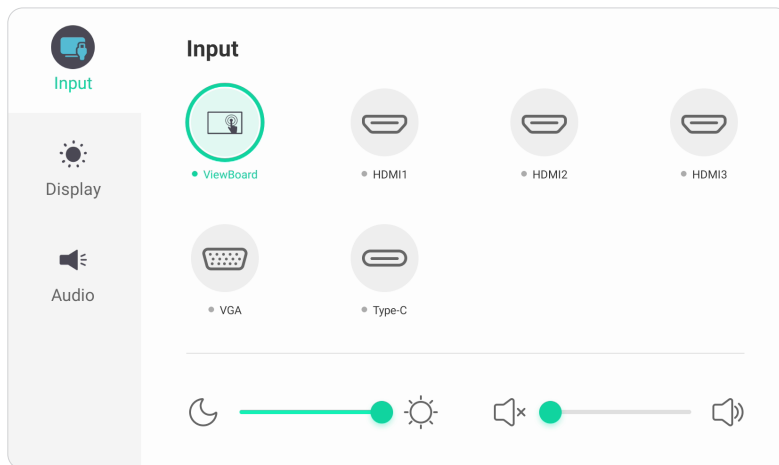 Input
Display
Audio
Input
ViewBoard
HDMI1
HDMI2
HDMI3
VGA
Type-C